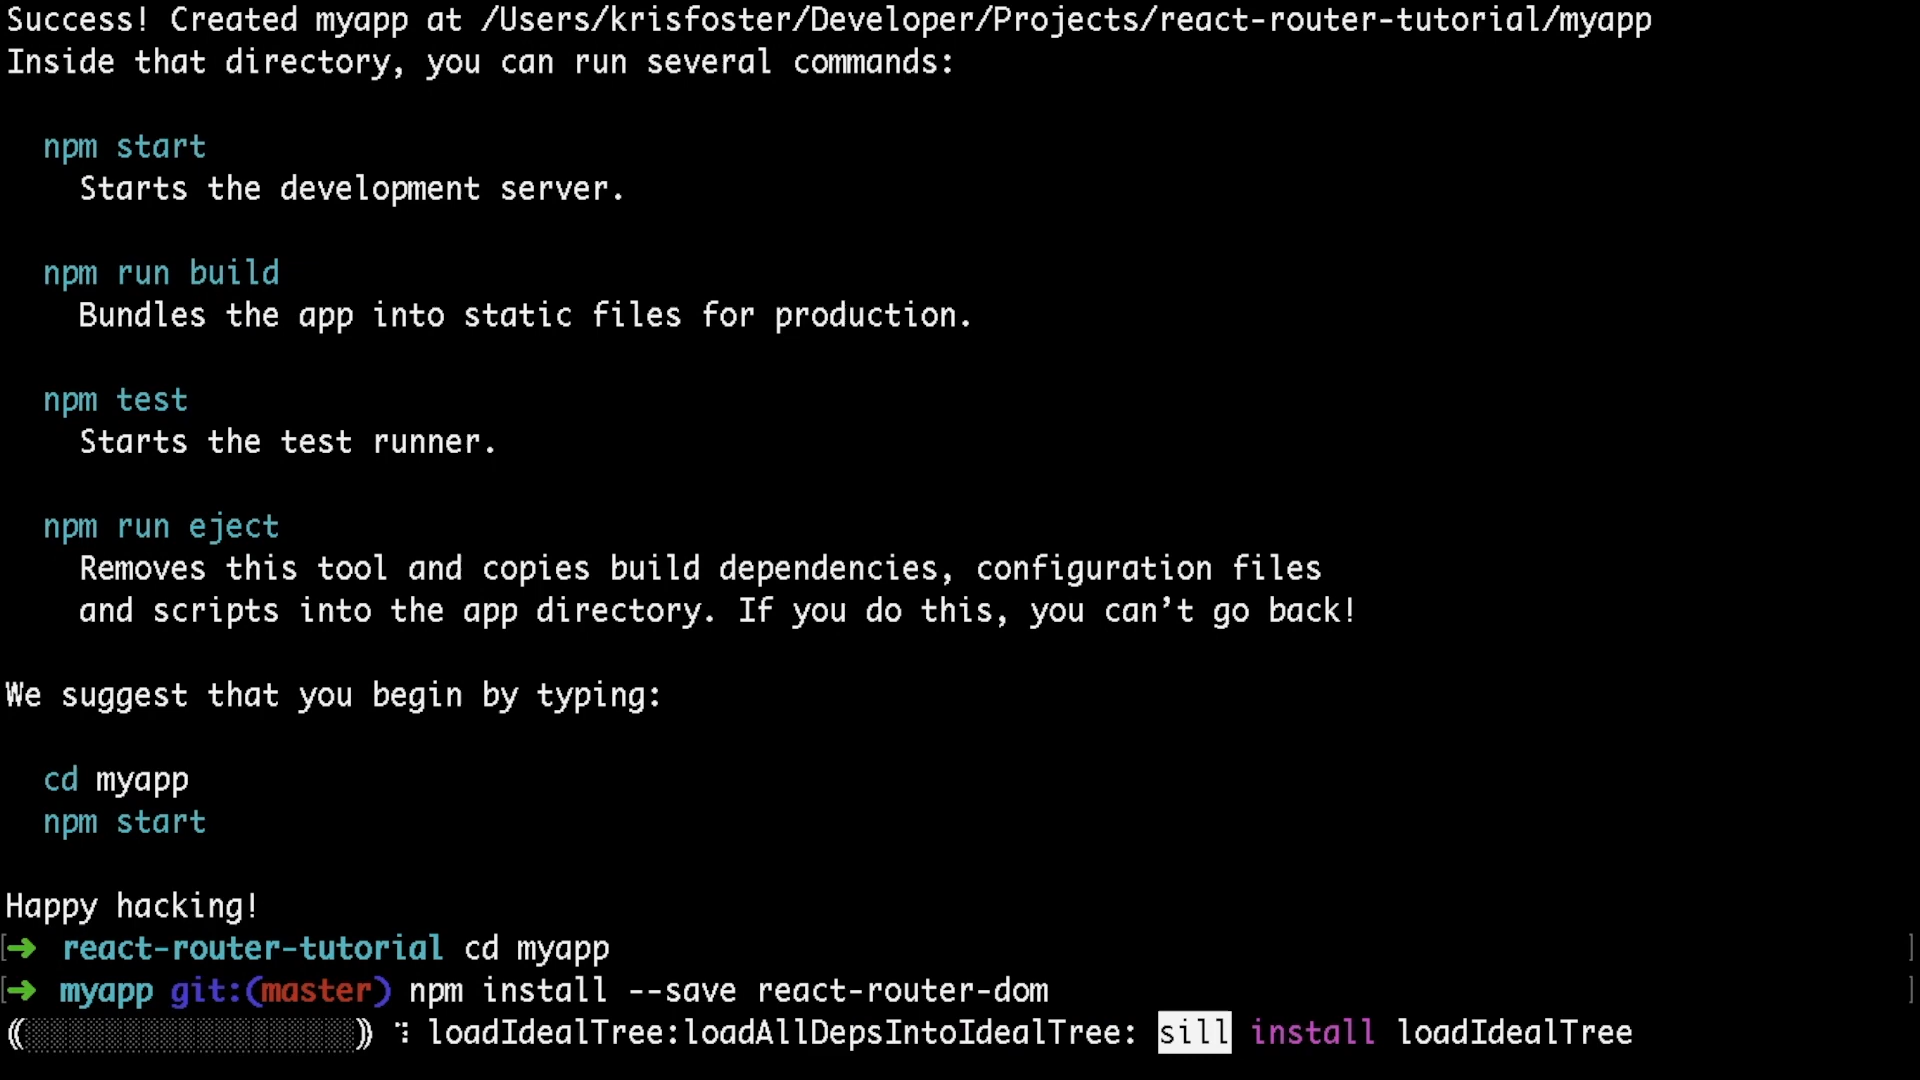 Success! Created myapp at /Users/krisfoster/Developer/Projects/react-router-tutorial/myapp
Inside that directory, you can run several commands:
npm start
Starts the development server.
npm run build
Bundles the app into static files for production.
npm test
Starts the test runner.
npm run eject
Removes this tool and copies build dependencies, configuration files
and scripts into the app directory. If you do this, you can’t go back!
We suggest that you begin by typing:
cd myapp
npm start
Happy hacking!
[➜ react-router-tutorial cd myapp ]
[➜ myapp git:(master) npm install --save react-router-dom ]
(░░░░░░░░░░░░░░░░░░) ⠹ loadIdealTree:loadAllDepsIntoIdealTree: sill install loadIdealTree